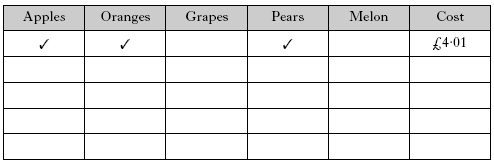 Apples Oranges Grapes Pears Melon Cost
✓ ✓ ✓ £4·01